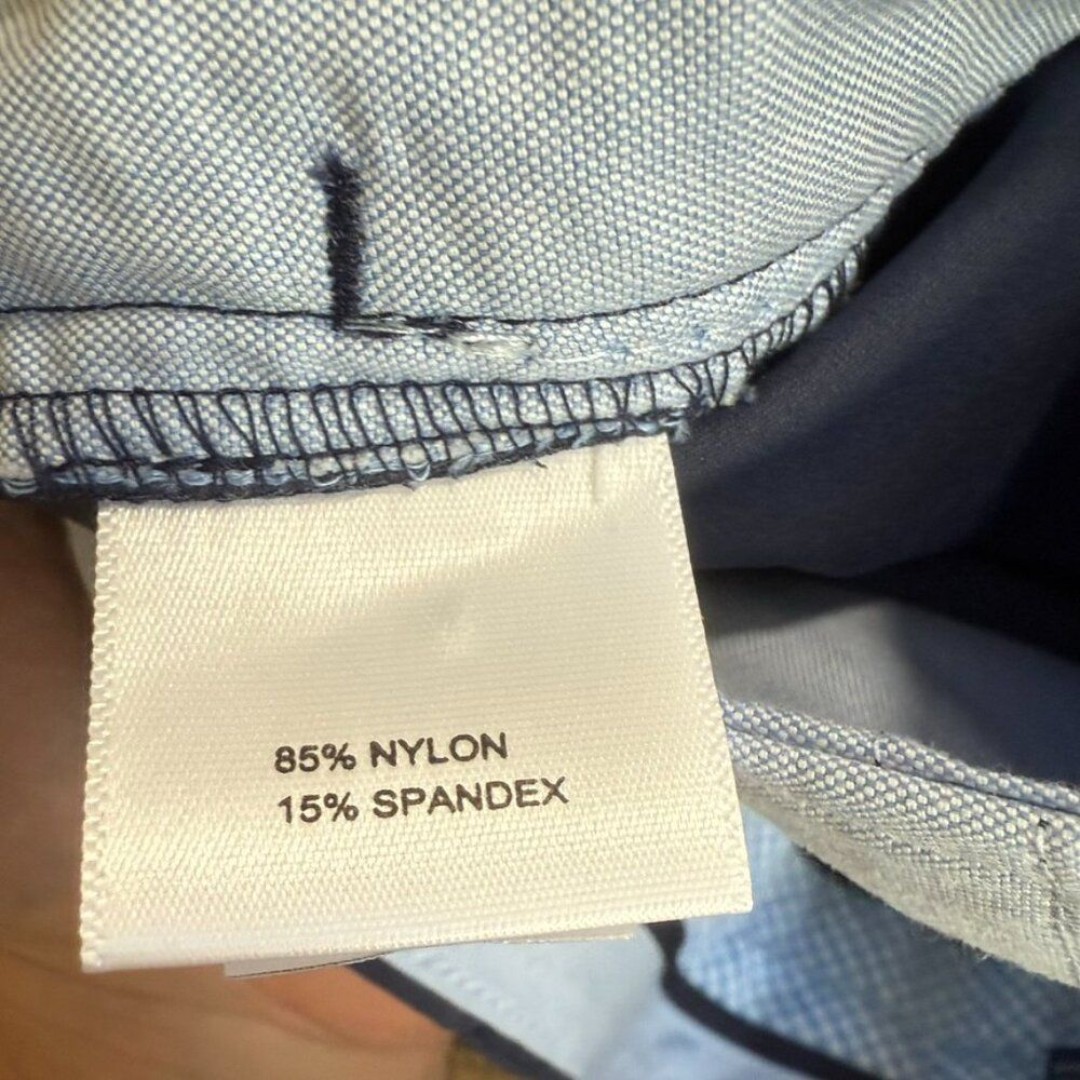 85% NYLON
15% SPANDEX